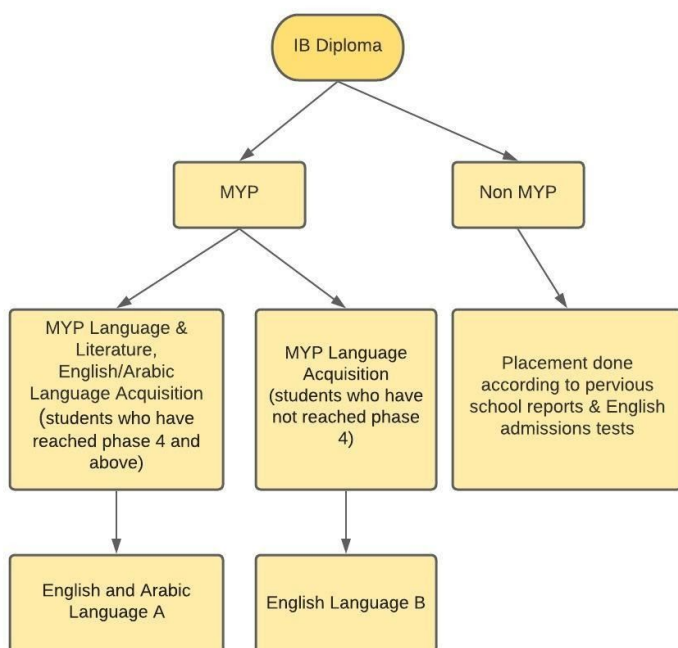 IB Diploma
MYP
Non MYP
MYP Language &
Literature,
English/Arabic
Language Acquisition
(students who have
reached phase 4 and
above)
MYP Language
Acquisition
(students who have
not reached phase
4)
Placement done
according to pervious
school reports & English
admissions tests
English and Arabic
Language A
English Language B